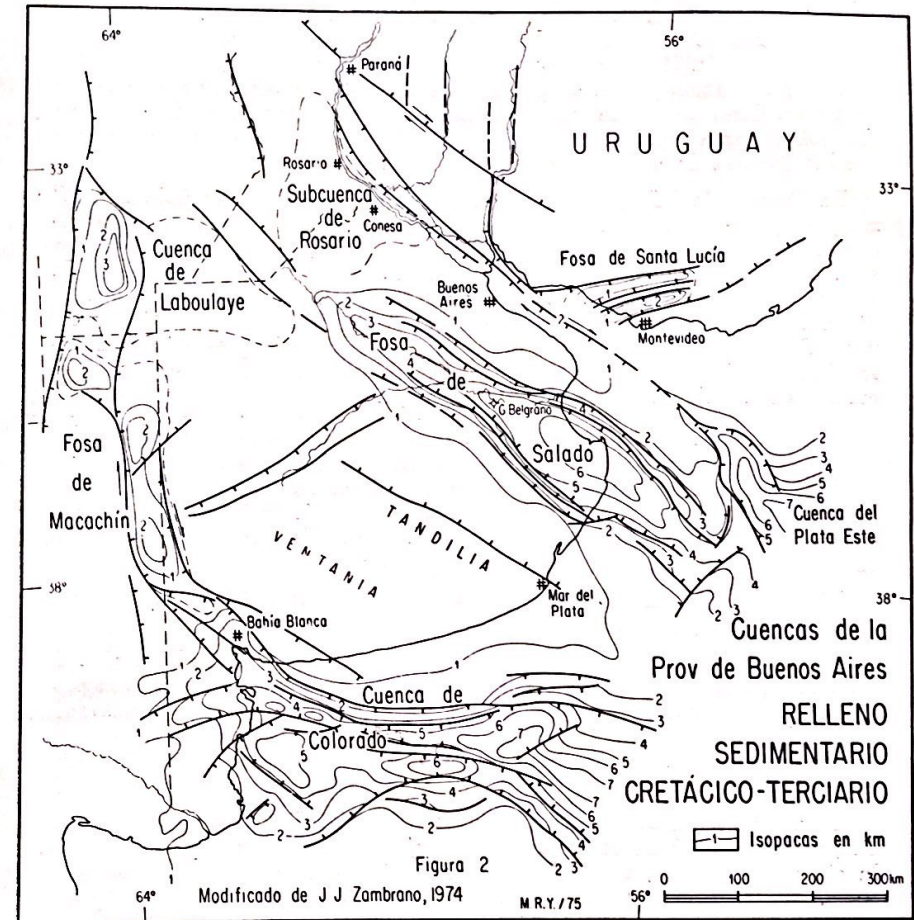 64°
56°
Paraná
URUGUAY
33°
33°
Rosario
Subcuenca
de
Rosario
Conesa
Cuenca
de
Laboulaye
Fosa de Santa Lucía
Buenos
Aires
Montevideo
Fosa
de
Salado
G Belgrano
Fosa
de
Macachín
TANDILIA
VENTANIA
Cuenca del
Plata Este
38°
38°
Mar del
Plata
Bahía Blanca
Cuenca de
Colorado
Cuencas de la
Prov de Buenos Aires
RELLENO
SEDIMENTARIO
CRETÁCICO-TERCIARIO
1 Isopacas en km
Figura 2
Modificado de J J Zambrano, 1974
M R.Y./75
64°
56°
0 100 200 300km